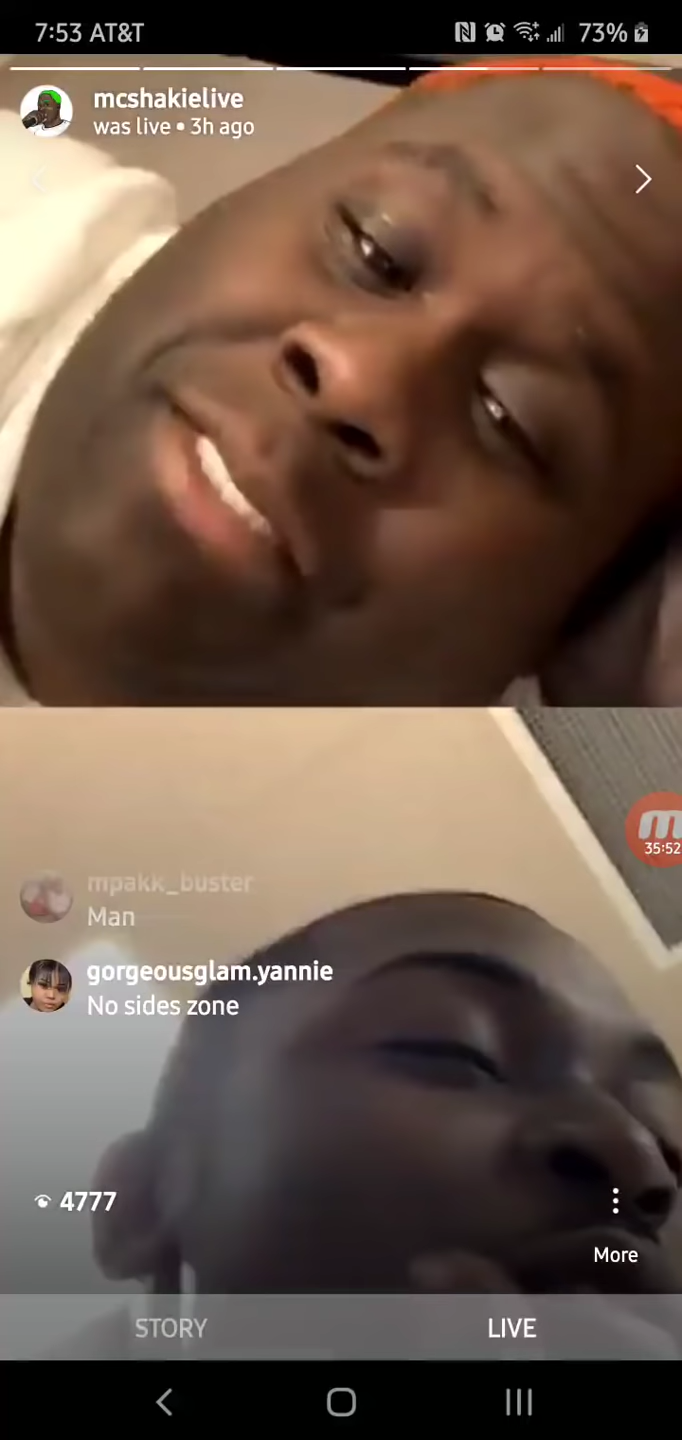 7:53 AT&T
73%
mcshakielive
was live • 3h ago
m
35:52
mpakk_buster
Man
gorgeousglam.yannie
No sides zone
4777
More
STORY
LIVE